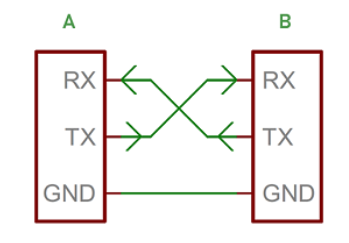 A B
RX RX
TX TX
GND GND